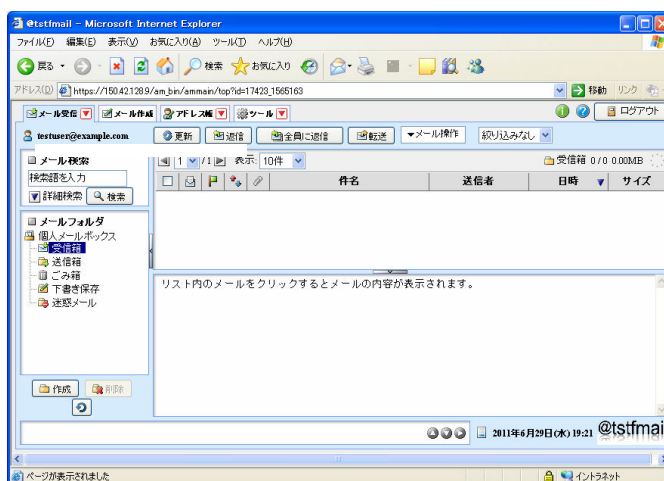 @tstfmail - Microsoft Internet Explorer
ファイル(F) 編集(E) 表示(V) お気に入り(A) ツール(T) ヘルプ(H)
戻る 検索 お気に入り
アドレス(D) https://150.42.128.9/am_bin/ammain/top?id=17423_1565163 移動 リンク
メール受信 メール作成 アドレス帳 ツール ログアウト
testuser@example.com 更新 返信 全員に返信 転送 ▼メール操作 絞り込みなし
メール検索 1 /1 表示: 10件 受信箱 0 / 0 0.00MB
検索語を入力 件名 送信者 日時 ▼ サイズ
▼詳細検索 検索
メールフォルダ
個人メールボックス
受信箱
送信箱
ごみ箱
下書き保存
迷惑メール
リスト内のメールをクリックするとメールの内容が表示されます。
作成 削除
2011年6月29日(水) 19:21 @tstfmail
ページが表示されました イントラネット